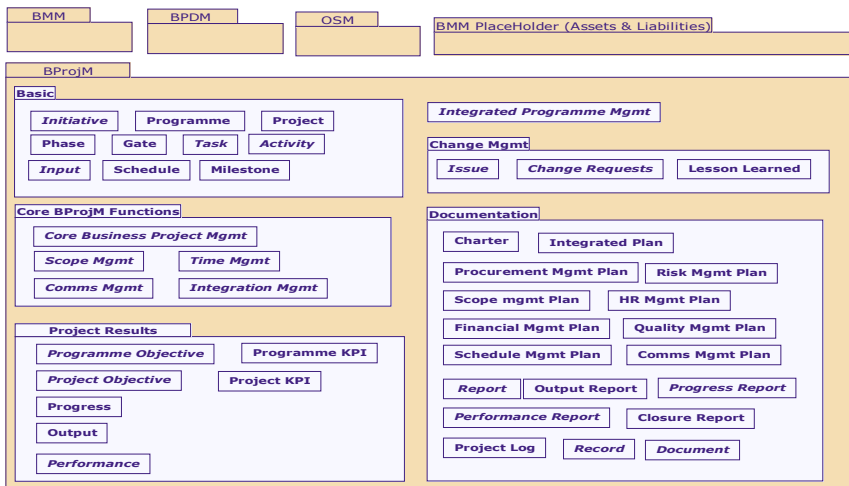 BMM
BPDM
OSM
BMM PlaceHolder (Assets & Liabilities)
BProjM
Basic
Initiative Programme Project
Phase Gate Task Activity
Input Schedule Milestone
Core BProjM Functions
Core Business Project Mgmt
Scope Mgmt Time Mgmt
Comms Mgmt Integration Mgmt
Project Results
Programme Objective Programme KPI
Project Objective Project KPI
Progress
Output
Performance
Integrated Programme Mgmt
Change Mgmt
Issue Change Requests Lesson Learned
Documentation
Charter Integrated Plan
Procurement Mgmt Plan Risk Mgmt Plan
Scope mgmt Plan HR Mgmt Plan
Financial Mgmt Plan Quality Mgmt Plan
Schedule Mgmt Plan Comms Mgmt Plan
Report Output Report Progress Report
Performance Report Closure Report
Project Log Record Document